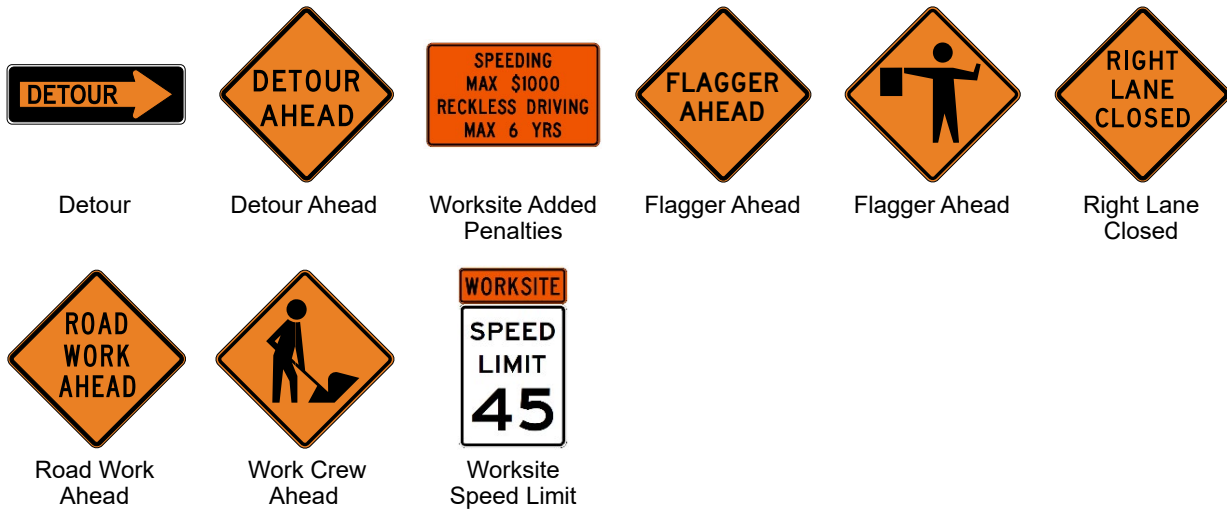 DETOUR
DETOUR
AHEAD
SPEEDING
MAX $1000
RECKLESS DRIVING
MAX 6 YRS
FLAGGER
AHEAD
RIGHT
LANE
CLOSED
Detour
Detour Ahead
Worksite Added
Penalties
Flagger Ahead
Flagger Ahead
Right Lane
Closed
ROAD
WORK
AHEAD
WORKSITE
SPEED
LIMIT
45
Road Work
Ahead
Work Crew
Ahead
Worksite
Speed Limit